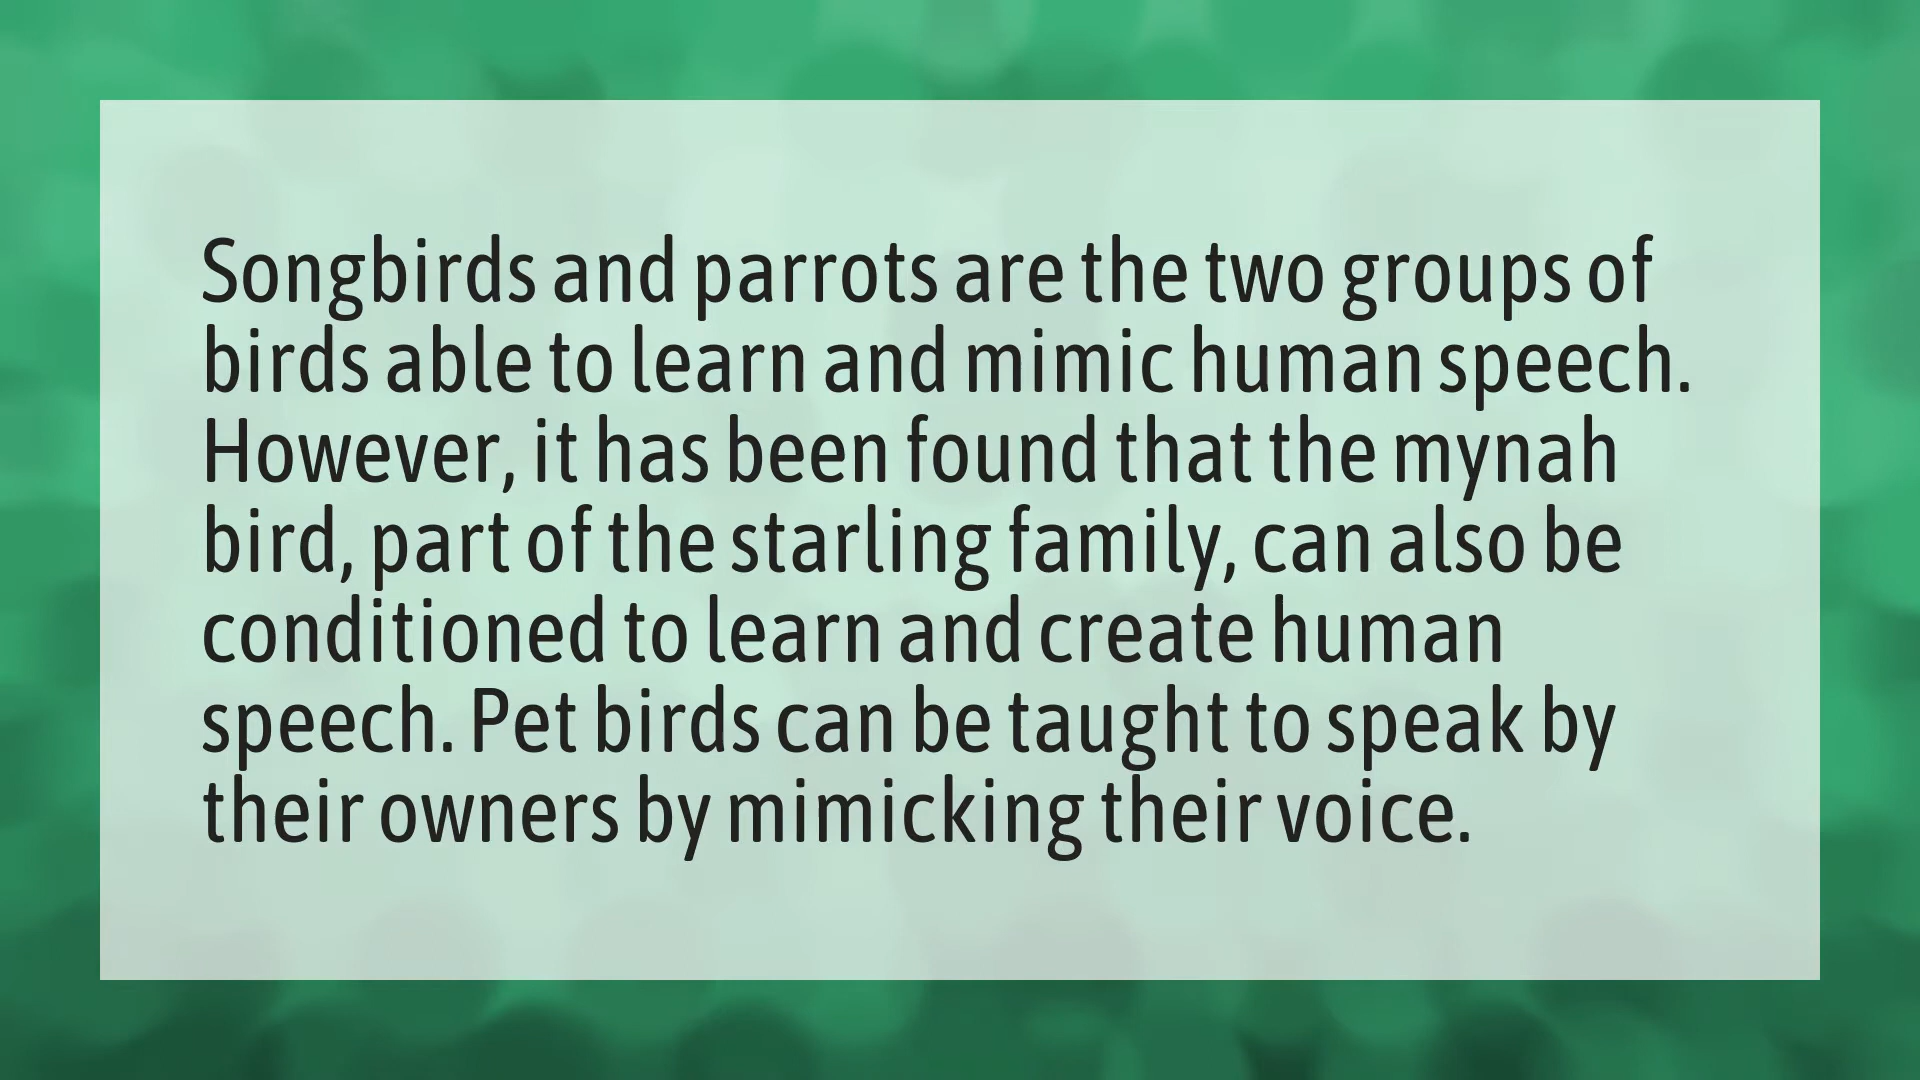 Songbirds and parrots are the two groups of
birds able to learn and mimic human speech.
However, it has been found that the mynah
bird, part of the starling family, can also be
conditioned to learn and create human
speech. Pet birds can be taught to speak by
their owners by mimicking their voice.